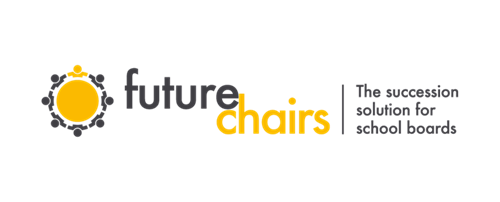 future
chairs
The succession
solution for
school boards